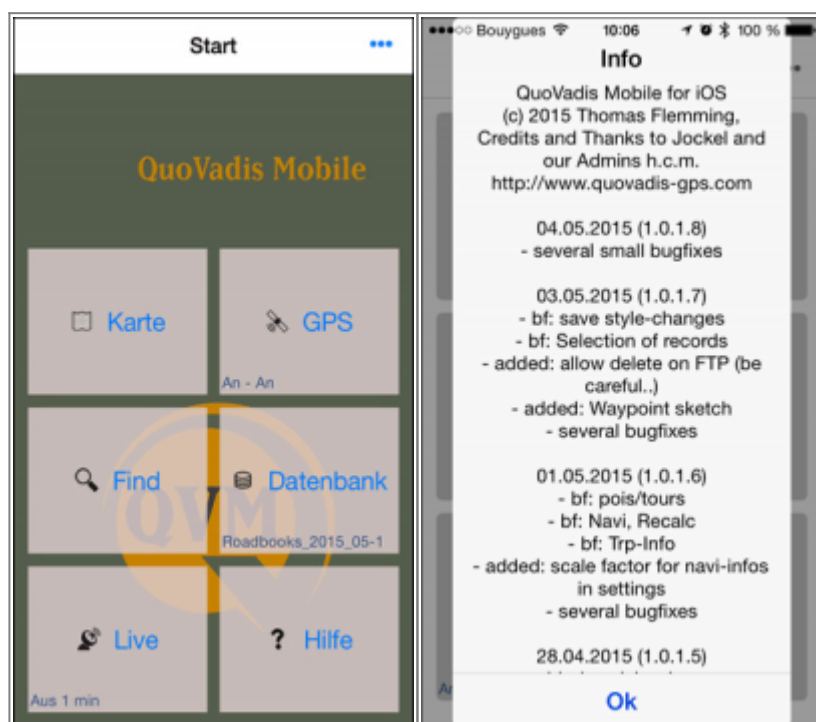 Start
QuoVadis Mobile
Karte
GPS
An - An
Find
Datenbank
QVM
Roadbooks_2015_05-1
Live
? Hilfe
Aus 1 min
Bouygues 10:06 100 %
Info
QuoVadis Mobile for iOS
(c) 2015 Thomas Flemming,
Credits and Thanks to Jockel and
our Admins h.c.m.
http://www.quovadis-gps.com
04.05.2015 (1.0.1.8)
- several small bugfixes
03.05.2015 (1.0.1.7)
- bf: save style-changes
- bf: Selection of records
- added: allow delete on FTP (be
careful..)
- added: Waypoint sketch
- several bugfixes
01.05.2015 (1.0.1.6)
- bf: pois/tours
- bf: Navi, Recalc
- bf: Trp-Info
- added: scale factor for navi-infos
in settings
- several bugfixes
28.04.2015 (1.0.1.5)
Ok